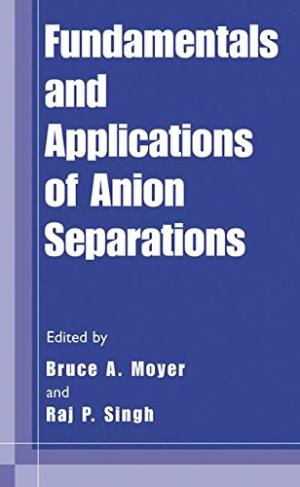 Fundamentals
and
Applications
of Anion
Separations
Edited by
Bruce A. Moyer
and
Raj P. Singh